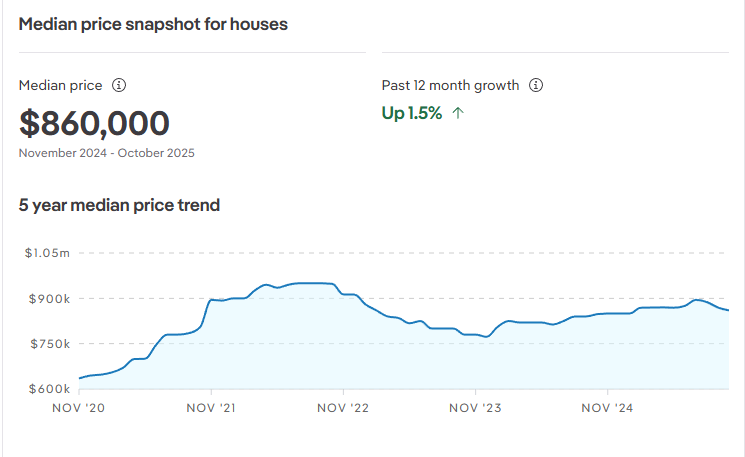 Median price snapshot for houses
Median price
Past 12 month growth
$860,000
Up 1.5% ↑
November 2024 - October 2025
5 year median price trend
$1.05m
$900k
$750k
$600k
NOV '20
NOV '21
NOV '22
NOV '23
NOV '24